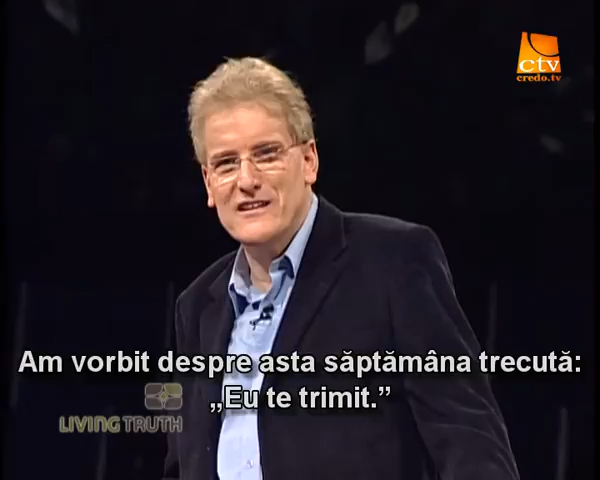 ctv
credo.tv
Am vorbit despre asta săptămâna trecută:
„Eu te trimit.”
LIVING TRUTH